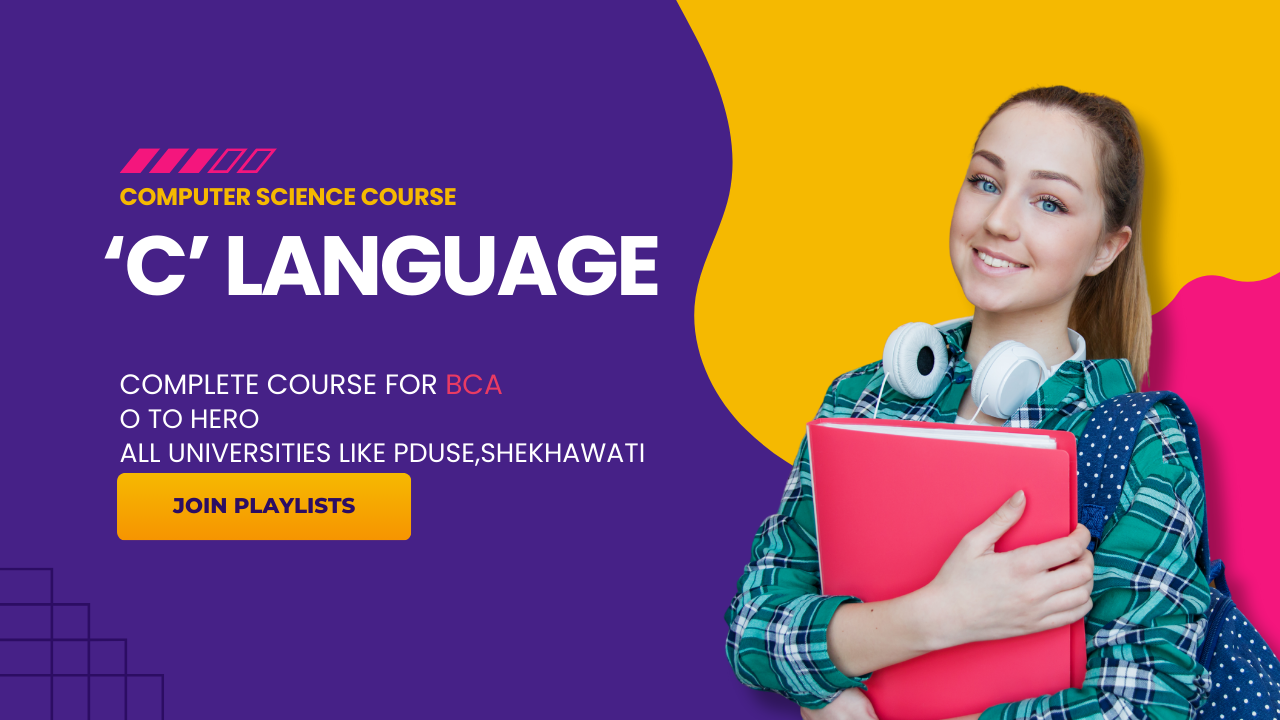 COMPUTER SCIENCE COURSE
‘C’ LANGUAGE
COMPLETE COURSE FOR BCA
O TO HERO
ALL UNIVERSITIES LIKE PDUSE,SHEKHAWATI
JOIN PLAYLISTS